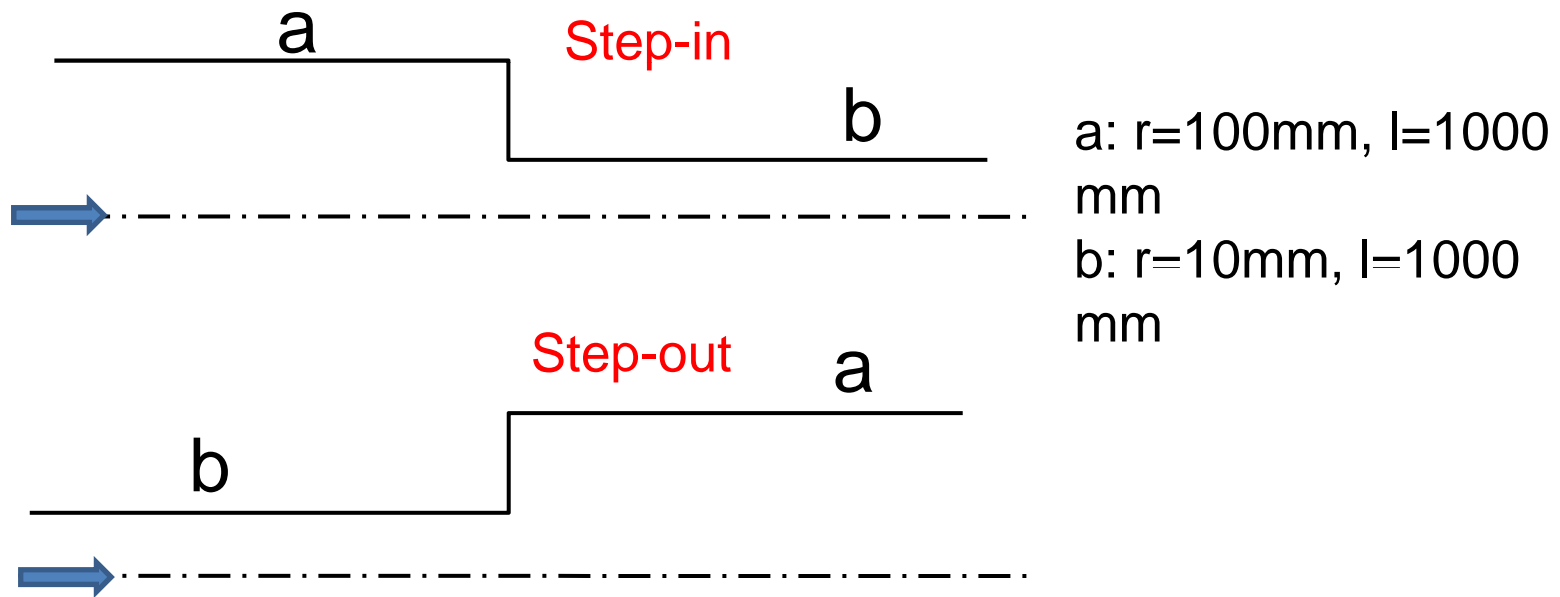 a
Step-in
b
a: r=100mm, l=1000
mm
b: r=10mm, l=1000
mm
Step-out
a
b